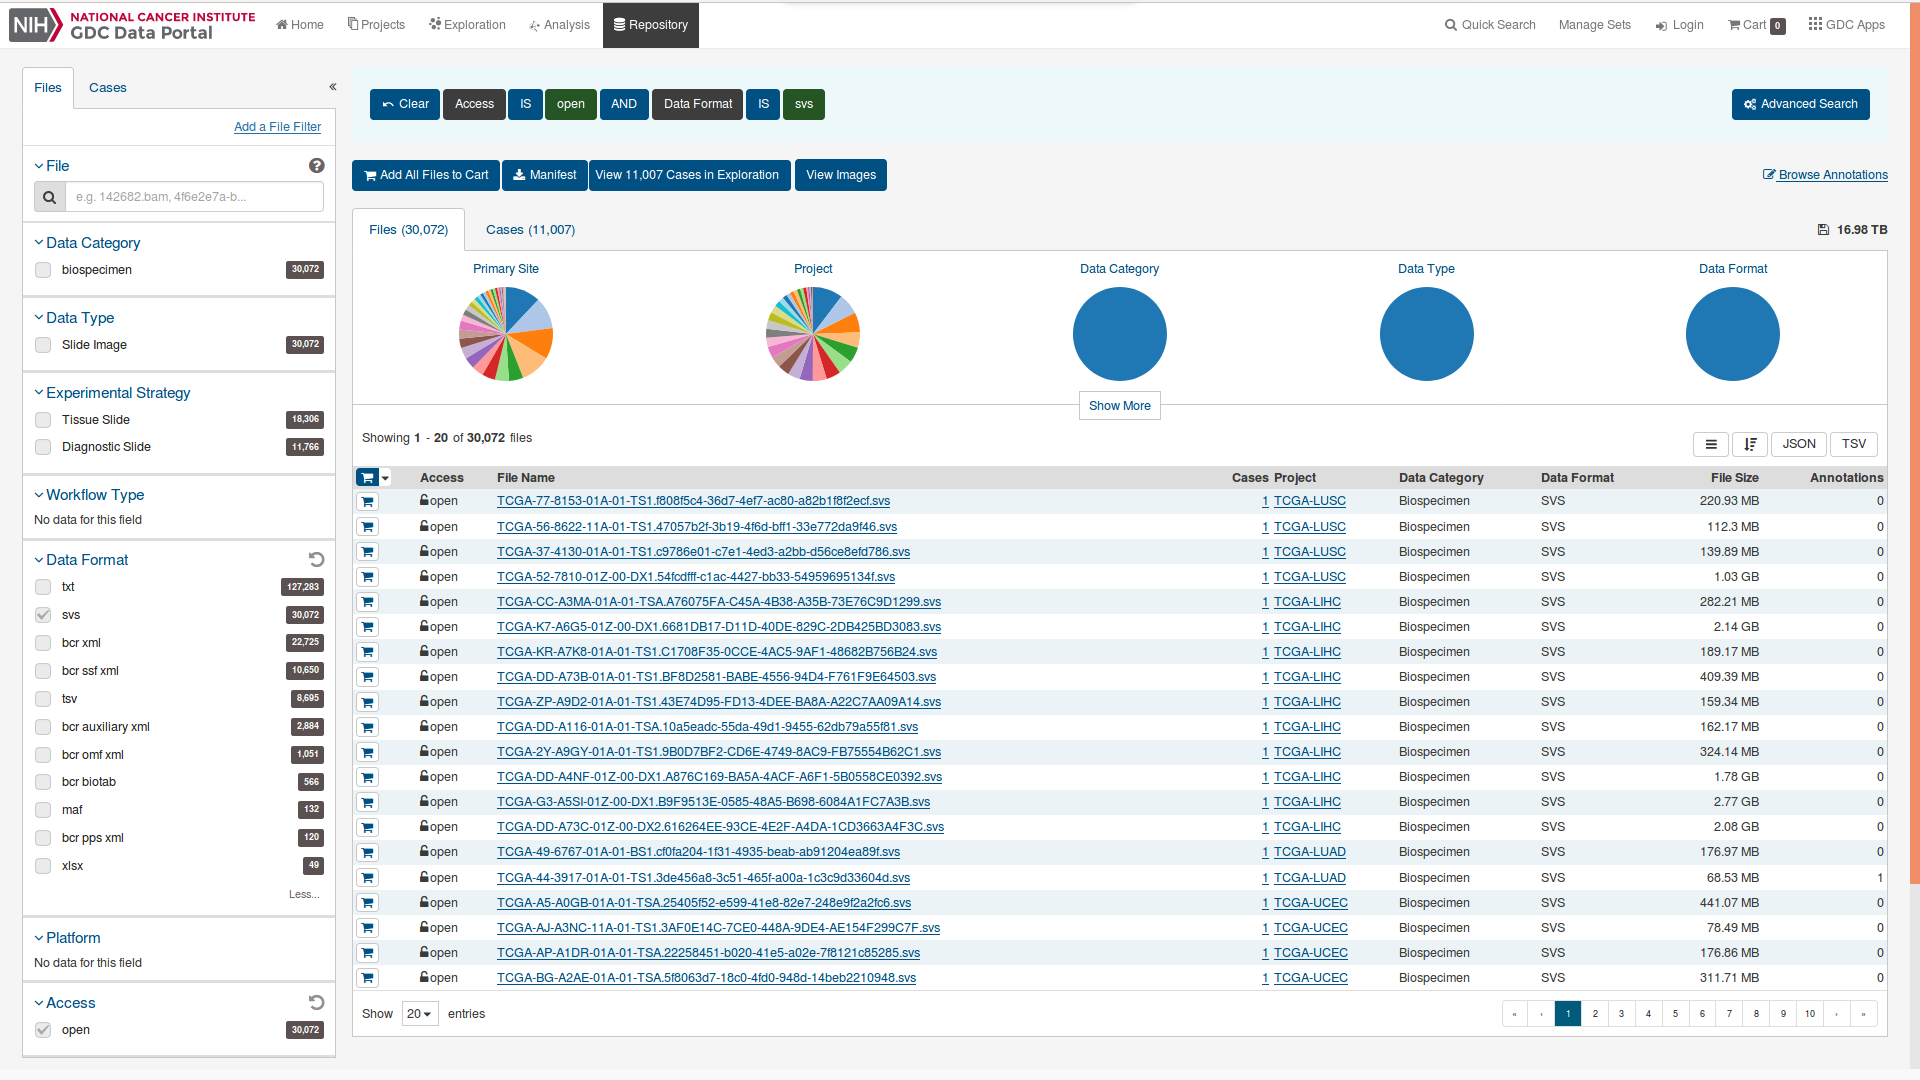 NIH NATIONAL CANCER INSTITUTE
GDC Data Portal
Home Projects Exploration Analysis Repository
Quick Search Manage Sets Login Cart 0 GDC Apps
Files Cases «
Add a File Filter
File
e.g. 142682.bam, 4f6e2e7a-b...
Data Category
biospecimen 30,072
Data Type
Slide Image 30,072
Experimental Strategy
Tissue Slide 18,306
Diagnostic Slide 11,766
Workflow Type
No data for this field
Data Format
txt 127,283
svs 30,072
bcr xml 22,725
bcr ssf xml 10,650
tsv 8,695
bcr auxiliary xml 2,884
bcr omf xml 1,051
bcr biotab 566
maf 132
bcr pps xml 120
xlsx 49
Less...
Platform
No data for this field
Access
open 30,072
Clear Access IS open AND Data Format IS svs
Advanced Search
Add All Files to Cart Manifest View 11,007 Cases in Exploration View Images
Browse Annotations
Files (30,072) Cases (11,007)
16.98 TB
Primary Site Project Data Category Data Type Data Format
Show More
Showing 1 - 20 of 30,072 files
JSON TSV
Access File Name Cases Project Data Category Data Format File Size Annotations
open TCGA-77-8153-01A-01-TS1.f808f5c4-36d7-4ef7-ac80-a82b1f8f2ecf.svs 1 TCGA-LUSC Biospecimen SVS 220.93 MB 0
open TCGA-56-8622-11A-01-TS1.47057b2f-3b19-4f6d-bff1-33e772da9f46.svs 1 TCGA-LUSC Biospecimen SVS 112.3 MB 0
open TCGA-37-4130-01A-01-TS1.c9786e01-c7e1-4ed3-a2bb-d56ce8efd786.svs 1 TCGA-LUSC Biospecimen SVS 139.89 MB 0
open TCGA-52-7810-01Z-00-DX1.54fcdfff-c1ac-4427-bb33-54959695134f.svs 1 TCGA-LUSC Biospecimen SVS 1.03 GB 0
open TCGA-CC-A3MA-01A-01-TSA.A76075FA-C45A-4B38-A35B-73E76C9D1299.svs 1 TCGA-LIHC Biospecimen SVS 282.21 MB 0
open TCGA-K7-A6G5-01Z-00-DX1.6681DB17-D11D-40DE-829C-2DB425BD3083.svs 1 TCGA-LIHC Biospecimen SVS 2.14 GB 0
open TCGA-KR-A7K8-01A-01-TS1.C1708F35-0CCE-4AC5-9AF1-48682B756B24.svs 1 TCGA-LIHC Biospecimen SVS 189.17 MB 0
open TCGA-DD-A73B-01A-01-TS1.BF8D2581-BABE-4556-94D4-F761F9E64503.svs 1 TCGA-LIHC Biospecimen SVS 409.39 MB 0
open TCGA-ZP-A9D2-01A-01-TS1.43E74D95-FD13-4DEE-BA8A-A22C7AA09A14.svs 1 TCGA-LIHC Biospecimen SVS 159.34 MB 0
open TCGA-DD-A116-01A-01-TSA.10a5eadc-55da-49d1-9455-62db79a55f81.svs 1 TCGA-LIHC Biospecimen SVS 162.17 MB 0
open TCGA-2Y-A9GY-01A-01-TS1.9B0D7BF2-CD6E-4749-8AC9-FB75554B62C1.svs 1 TCGA-LIHC Biospecimen SVS 324.14 MB 0
open TCGA-DD-A4NF-01Z-00-DX1.A876C169-BA5A-4ACF-A6F1-5B0558CE0392.svs 1 TCGA-LIHC Biospecimen SVS 1.78 GB 0
open TCGA-G3-A5SI-01Z-00-DX1.B9F9513E-0585-48A5-B698-6084A1FC7A3B.svs 1 TCGA-LIHC Biospecimen SVS 2.77 GB 0
open TCGA-DD-A73C-01Z-00-DX2.616264EE-93CE-4E2F-A4DA-1CD3663A4F3C.svs 1 TCGA-LIHC Biospecimen SVS 2.08 GB 0
open TCGA-49-6767-01A-01-BS1.cf0fa204-1f31-4935-beab-ab91204ea89f.svs 1 TCGA-LUAD Biospecimen SVS 176.97 MB 0
open TCGA-44-3917-01A-01-TS1.3de456a8-3c51-465f-a00a-1c3c9d33604d.svs 1 TCGA-LUAD Biospecimen SVS 68.53 MB 1
open TCGA-A5-A0GB-01A-01-TSA.25405f52-e599-41e8-82e7-248e9f2a2fc6.svs 1 TCGA-UCEC Biospecimen SVS 441.07 MB 0
open TCGA-AJ-A3NC-11A-01-TS1.3AF0E14C-7CE0-448A-9DE4-AE154F299C7F.svs 1 TCGA-UCEC Biospecimen SVS 78.49 MB 0
open TCGA-AP-A1DR-01A-01-TSA.22258451-b020-41e5-a02e-7f8121c85285.svs 1 TCGA-UCEC Biospecimen SVS 176.86 MB 0
open TCGA-BG-A2AE-01A-01-TSA.5f8063d7-18c0-4fd0-948d-14beb2210948.svs 1 TCGA-UCEC Biospecimen SVS 311.71 MB 0
Show 20 entries
« ‹ 1 2 3 4 5 6 7 8 9 10 › »